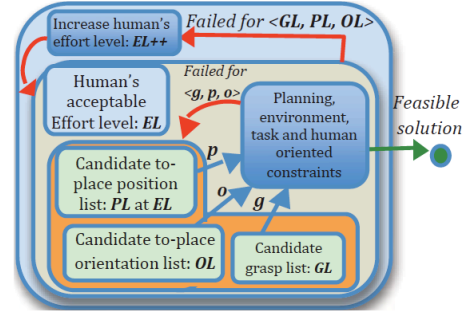 Increase human's
effort level: EL++
Failed for <GL, PL, OL>
Human's
acceptable
Effort level: EL
Failed for
<g, p, o>
Planning,
environment,
task and human
oriented
constraints
Feasible
solution
Candidate to-
place position
list: PL at EL
p
o
g
Candidate to-place
orientation list: OL
Candidate
grasp list: GL